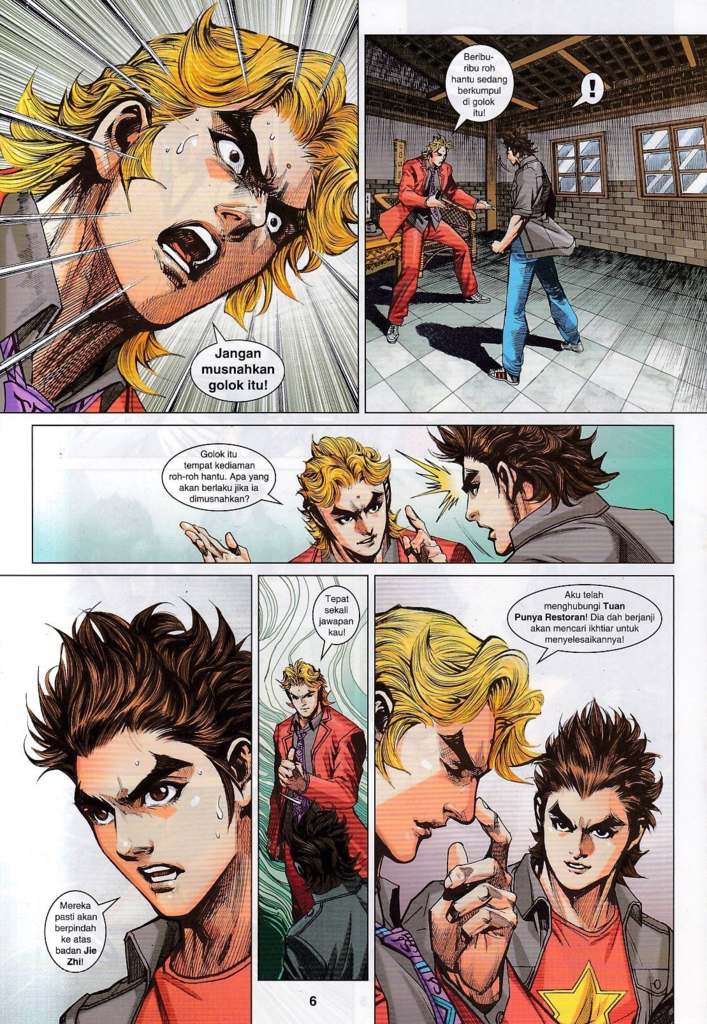 Jangan
musnahkan
golok itu!
Beribu-
ribu roh
hantu sedang
berkumpul
di golok
itu!
!
Golok itu
tempat kediaman
roh-roh hantu. Apa yang
akan berlaku jika ia
dimusnahkan?
Mereka
pasti akan
berpindah
ke atas
badan Jie
Zhi!
Tepat
sekali
jawapan
kau!
Aku telah
menghubungi Tuan
Punya Restoran! Dia dah berjanji
akan mencari ikhtiar untuk
menyelesaikannya!
6